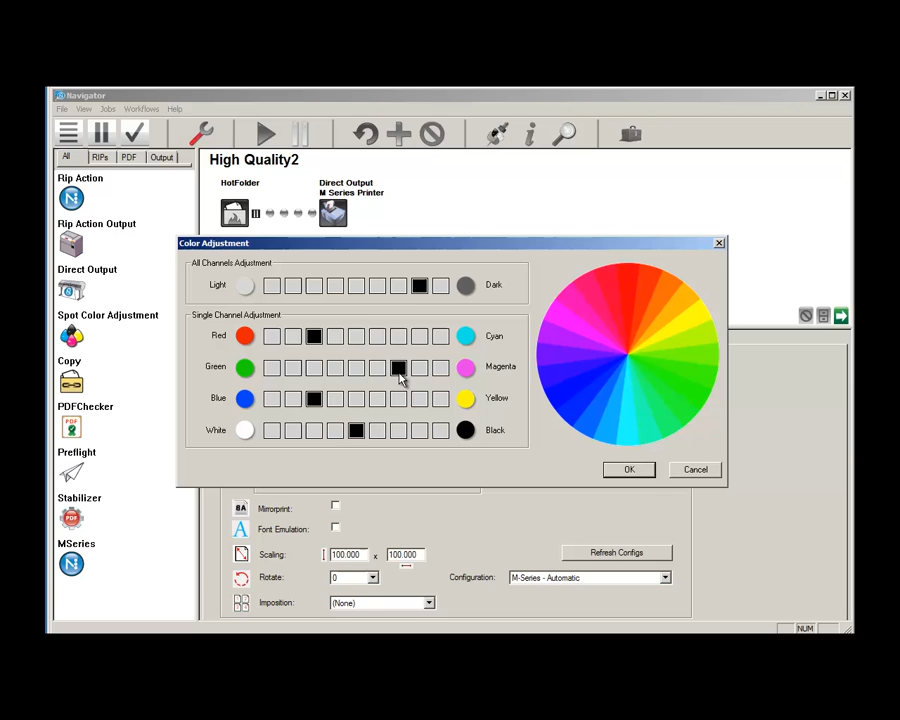 Navigator
File View Jobs Workflows Help
All RIPs PDF Output
High Quality2
Rip Action
HotFolder
Direct Output
M Series Printer
Rip Action Output
Direct Output
Spot Color Adjustment
Copy
PDFChecker
PDF
Preflight
Stabilizer
PDF
MSeries
Color Adjustment
All Channels Adjustment
Light Dark
Single Channel Adjustment
Red Cyan
Green Magenta
Blue Yellow
White Black
OK Cancel
Mirrorprint:
Font Emulation:
Scaling: 100.000 x 100.000 Refresh Configs
Rotate: 0 Configuration: M-Series - Automatic
Imposition: (None)
NUM